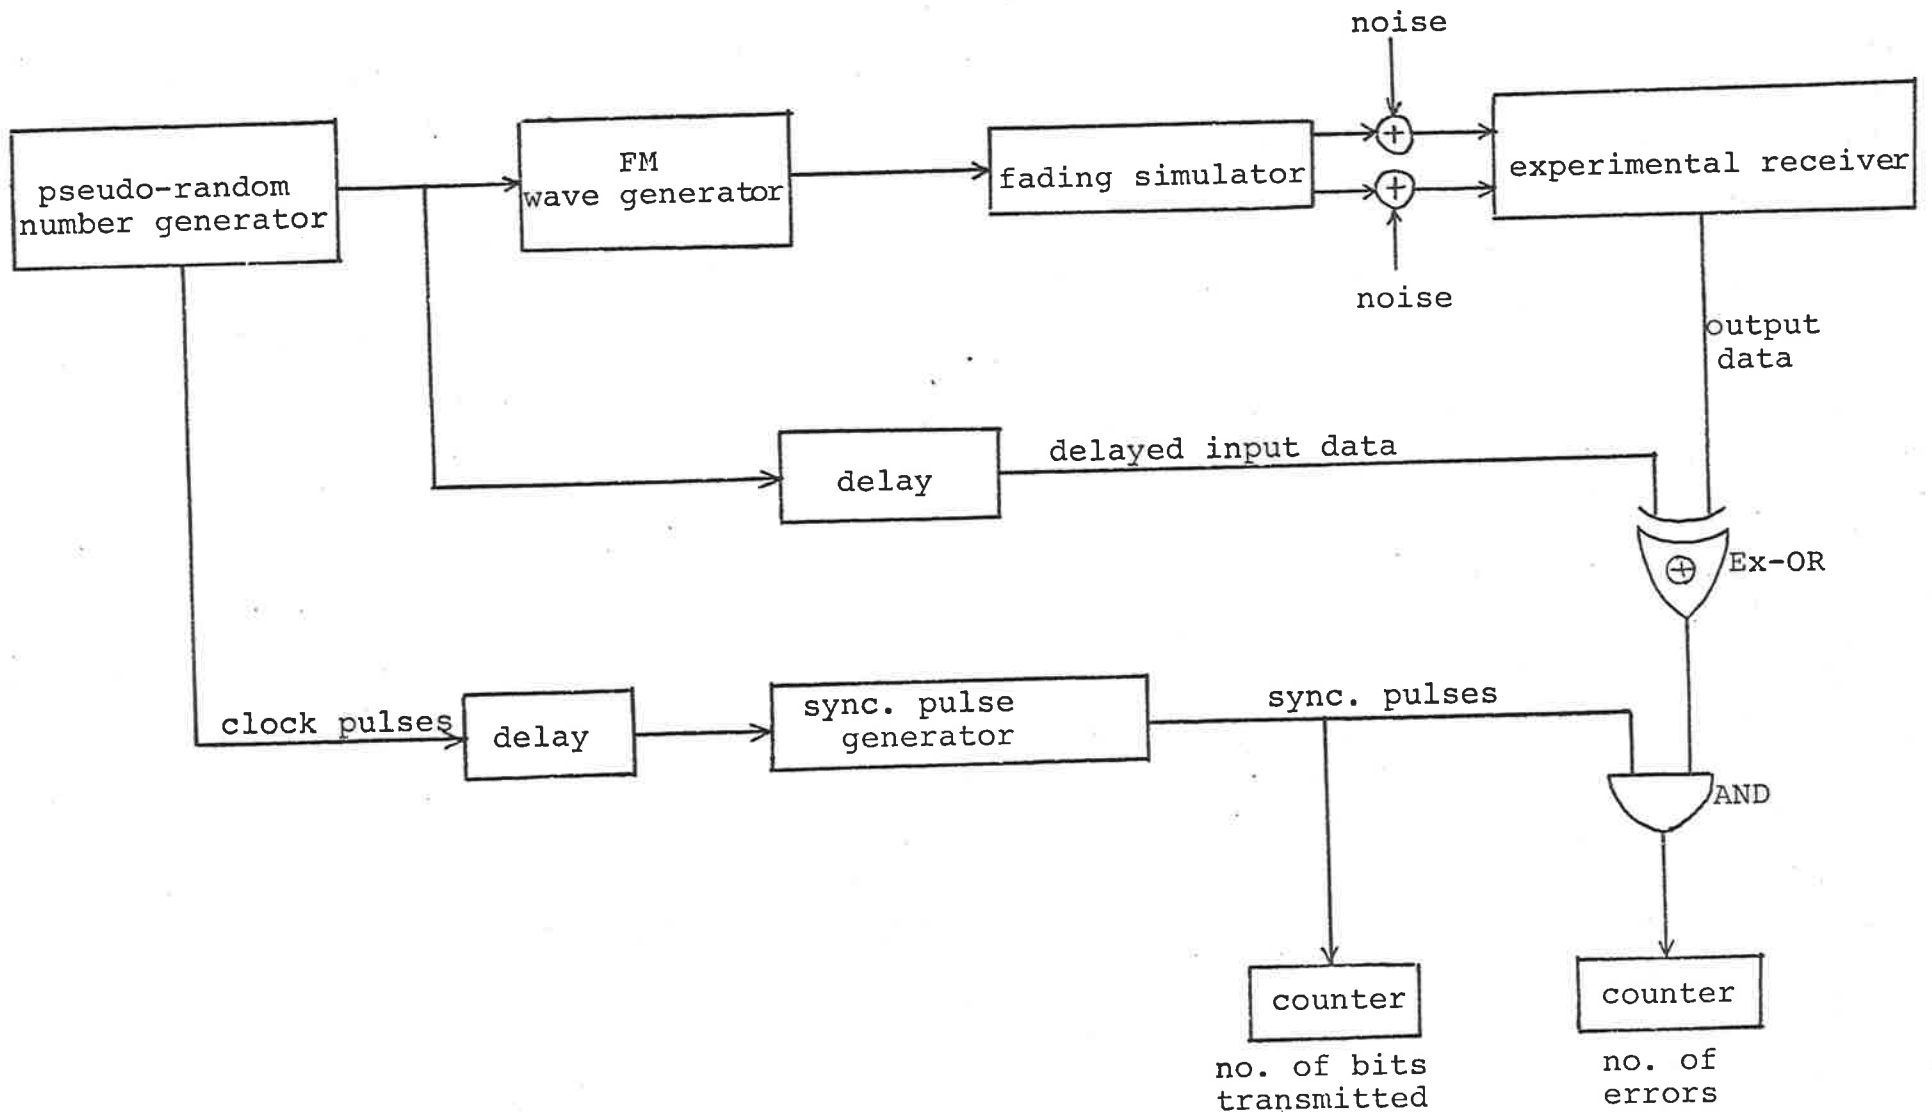 noise
pseudo-random
number generator
FM
wave generator
fading simulator
+
+
experimental receiver
noise
output
data
delayed input data
delay
+
Ex-OR
clock pulses
delay
sync. pulse
generator
sync. pulses
AND
counter
counter
no. of bits
transmitted
no. of
errors